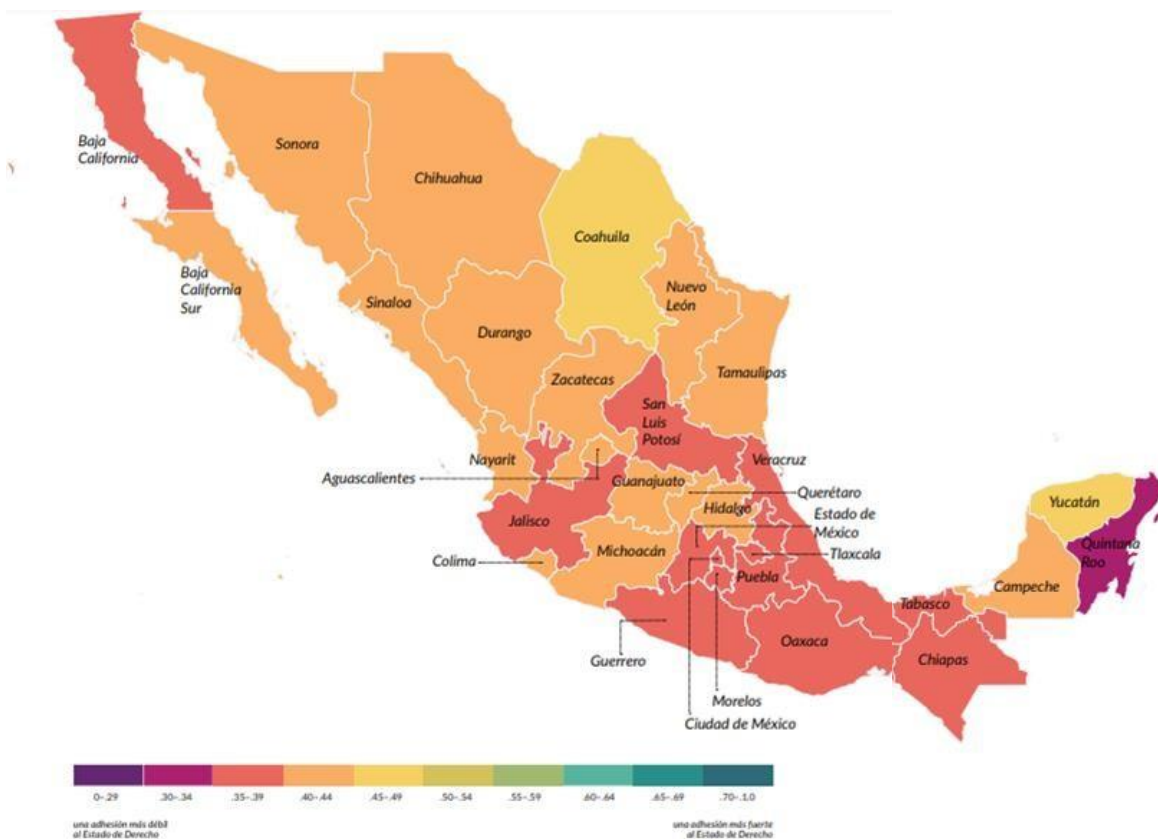 Baja
California
Sonora
Chihuahua
Coahuila
Baja
California
Sur
Sinaloa
Nuevo
León
Durango
Zacatecas
Tamaulipas
San
Luis
Potosí
Nayarit
Veracruz
Aguascalientes
Guanajuato
Querétaro
Yucatán
Hidalgo
Estado de
México
Jalisco
Quintana
Roo
Michoacán
Tlaxcala
Colima
Puebla
Campeche
Tabasco
Oaxaca
Guerrero
Chiapas
Morelos
Ciudad de México
0-.29 .30-.34 .35-.39 .40-.44 .45-.49 .50-.54 .55-.59 .60-.64 .65-.69 .70-.1.0
una adhesión más débil
al Estado de Derecho
una adhesión más fuerte
al Estado de Derecho